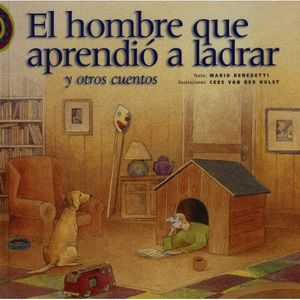 El hombre que
aprendió a ladrar
y otros cuentos
Texto: MARIO BENEDETTI
Ilustraciones: CEES VAN DER HULST